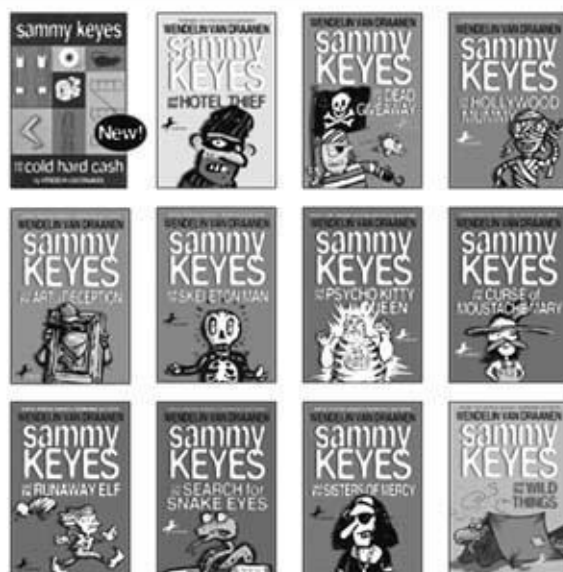 sammy keyes
New!
cold hard cash
WENDELIN VAN DRAANEN
sammy
KEYES
HOTEL THIEF
sammy
KEYES
DEAD
GIVEAWAY
WENDELIN VAN DRAANEN
sammy
KEYES
HOLLYWOOD
MUMMY
WENDELIN VAN DRAANEN
sammy
KEYES
ART of DECEPTION
WENDELIN VAN DRAANEN
sammy
KEYES
SKELETON MAN
WENDELIN VAN DRAANEN
sammy
KEYES
PSYCHO KITTY
QUEEN
WENDELIN VAN DRAANEN
sammy
KEYES
CURSE of
MOUSTACHE MARY
WENDELIN VAN DRAANEN
sammy
KEYES
RUNAWAY ELF
WENDELIN VAN DRAANEN
sammy
KEYES
SEARCH for
SNAKE EYES
WENDELIN VAN DRAANEN
sammy
KEYES
SISTERS OF MERCY
WENDELIN VAN DRAANEN
sammy
KEYES
WILD
THINGS